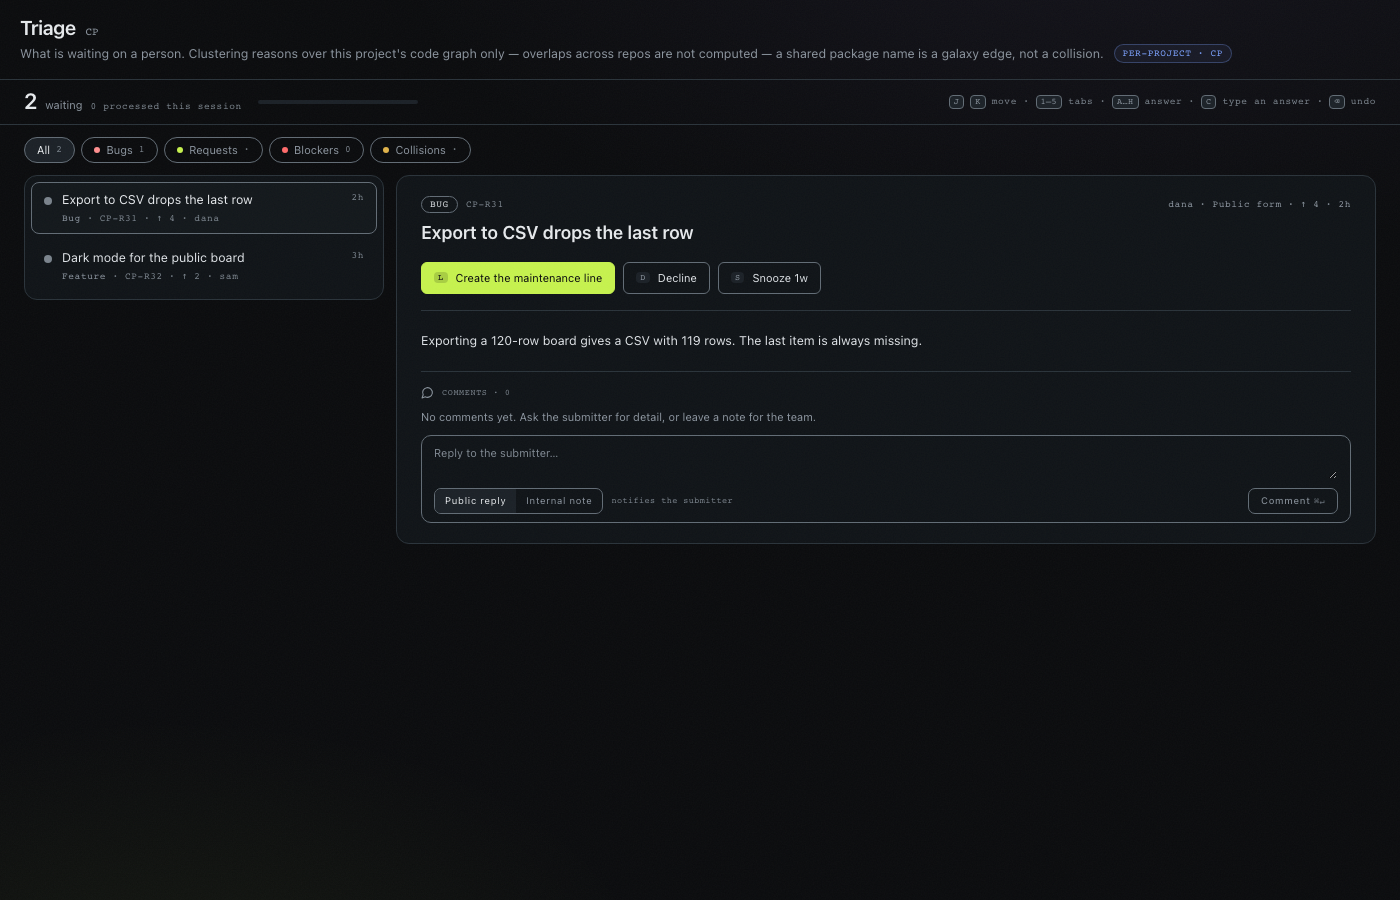 Triage CP
What is waiting on a person. Clustering reasons over this project's code graph only — overlaps across repos are not computed — a shared package name is a galaxy edge, not a collision. PER-PROJECT · CP
2 waiting 0 processed this session
J K move · 1–5 tabs · A…H answer · C type an answer · ⌫ undo
All 2 Bugs 1 Requests · Blockers 0 Collisions ·
Export to CSV drops the last row 2h
Bug · CP-R31 · ↑ 4 · dana
Dark mode for the public board 3h
Feature · CP-R32 · ↑ 2 · sam
BUG CP-R31 dana · Public form · ↑ 4 · 2h
Export to CSV drops the last row
L Create the maintenance line D Decline S Snooze 1w
Exporting a 120-row board gives a CSV with 119 rows. The last item is always missing.
COMMENTS · 0
No comments yet. Ask the submitter for detail, or leave a note for the team.
Reply to the submitter…
Public reply Internal note notifies the submitter Comment ⌘↵